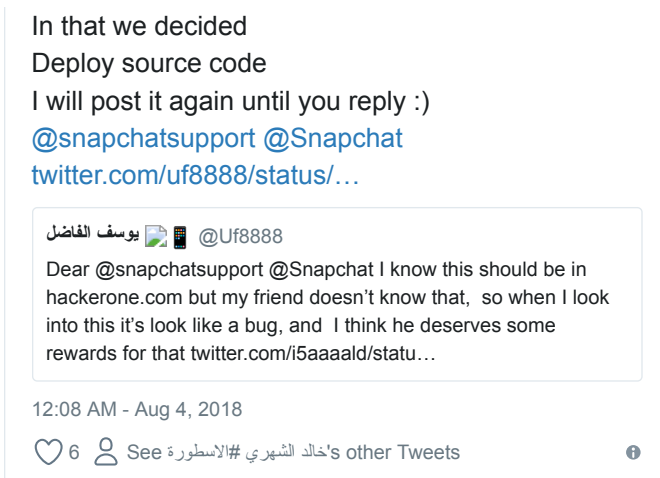 In that we decided
Deploy source code
I will post it again until you reply :)
@snapchatsupport @Snapchat
twitter.com/uf8888/status/…
يوسف الفاضل @Uf8888
Dear @snapchatsupport @Snapchat I know this should be in
hackerone.com but my friend doesn't know that, so when I look
into this it's look like a bug, and I think he deserves some
rewards for that twitter.com/i5aaaald/statu…
12:08 AM - Aug 4, 2018
6 See خالد الشهري #الاسطورة's other Tweets